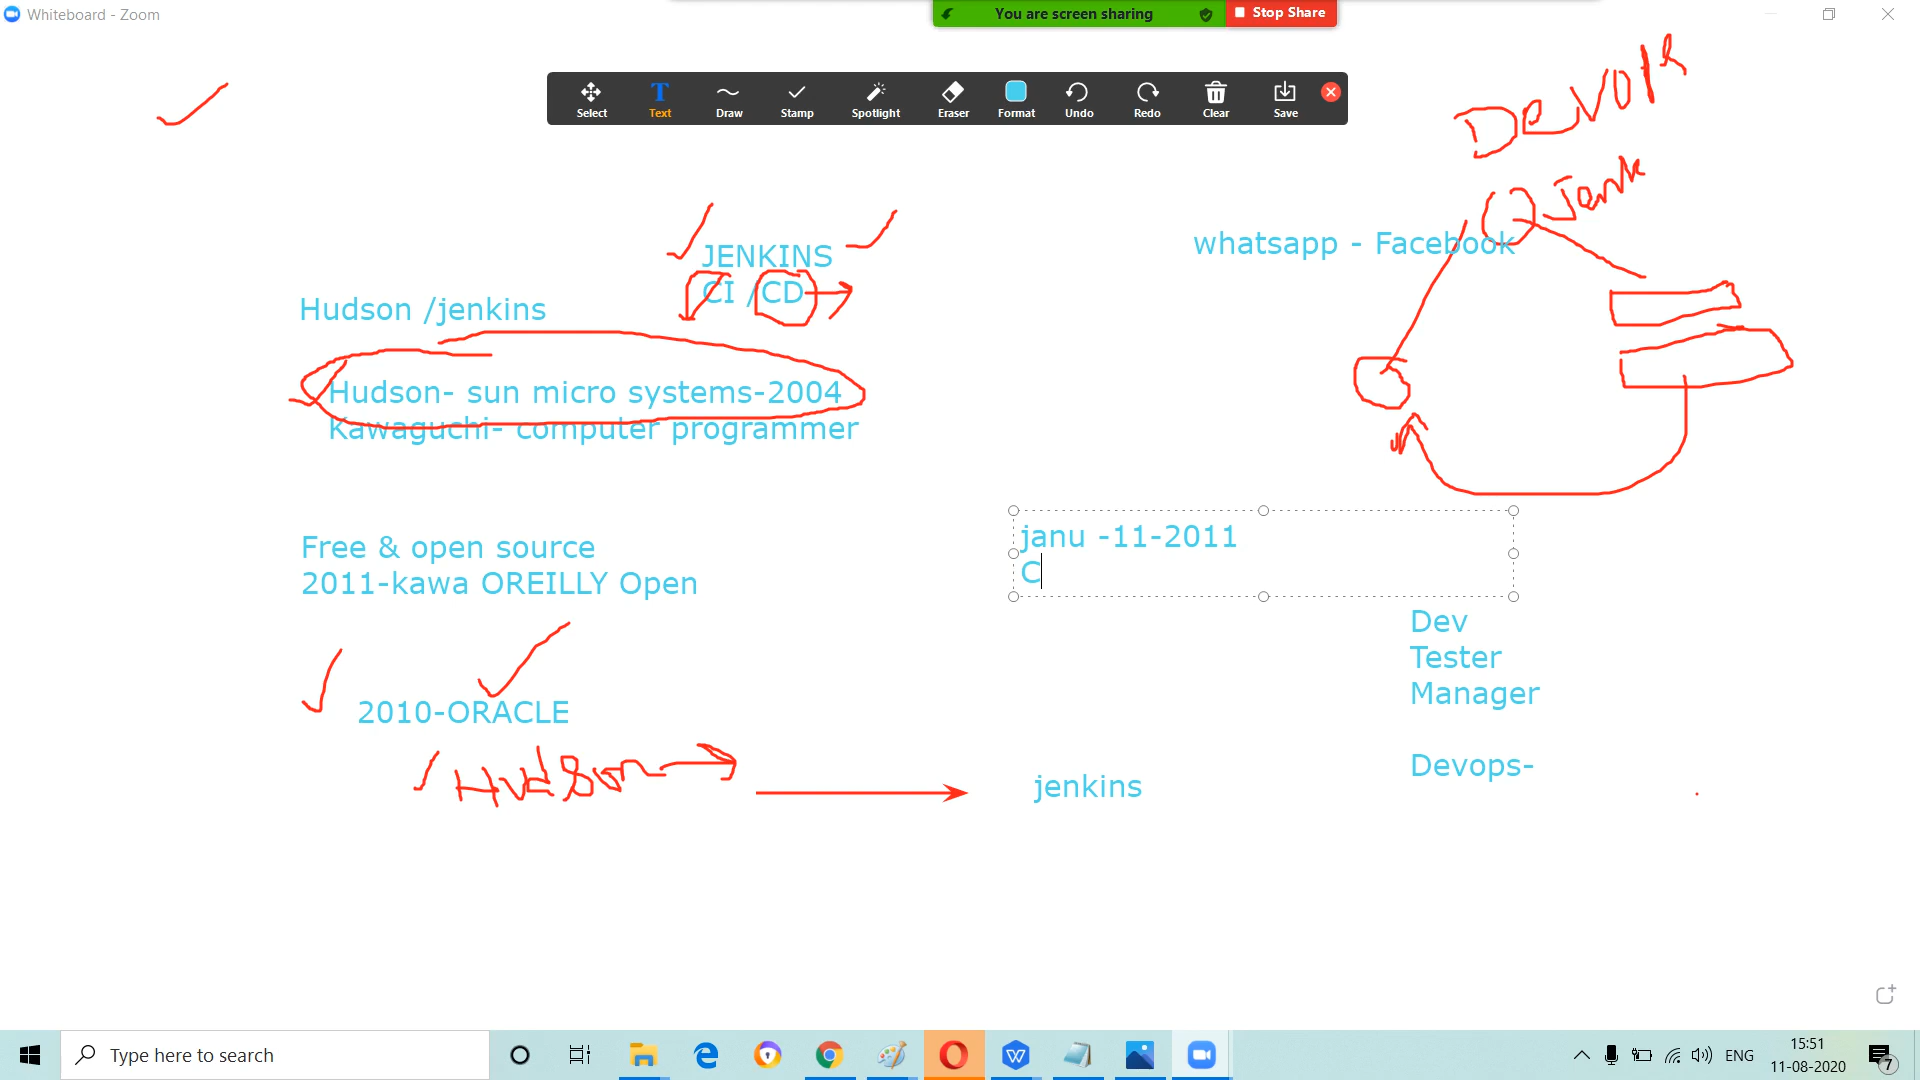 Whiteboard - Zoom
You are screen sharing
Stop Share
Select
Text
Draw
Stamp
Spotlight
Eraser
Format
Undo
Redo
Clear
Save
JENKINS
CI /CD
whatsapp - Facebook
Hudson /jenkins
Hudson- sun micro systems-2004
Kawaguchi- computer programmer
janu -11-2011
C
Free & open source
2011-kawa OREILLY Open
Dev
Tester
Manager
2010-ORACLE
Devops-
HudSon
jenkins
Type here to search
ENG
15:51
11-08-2020
7